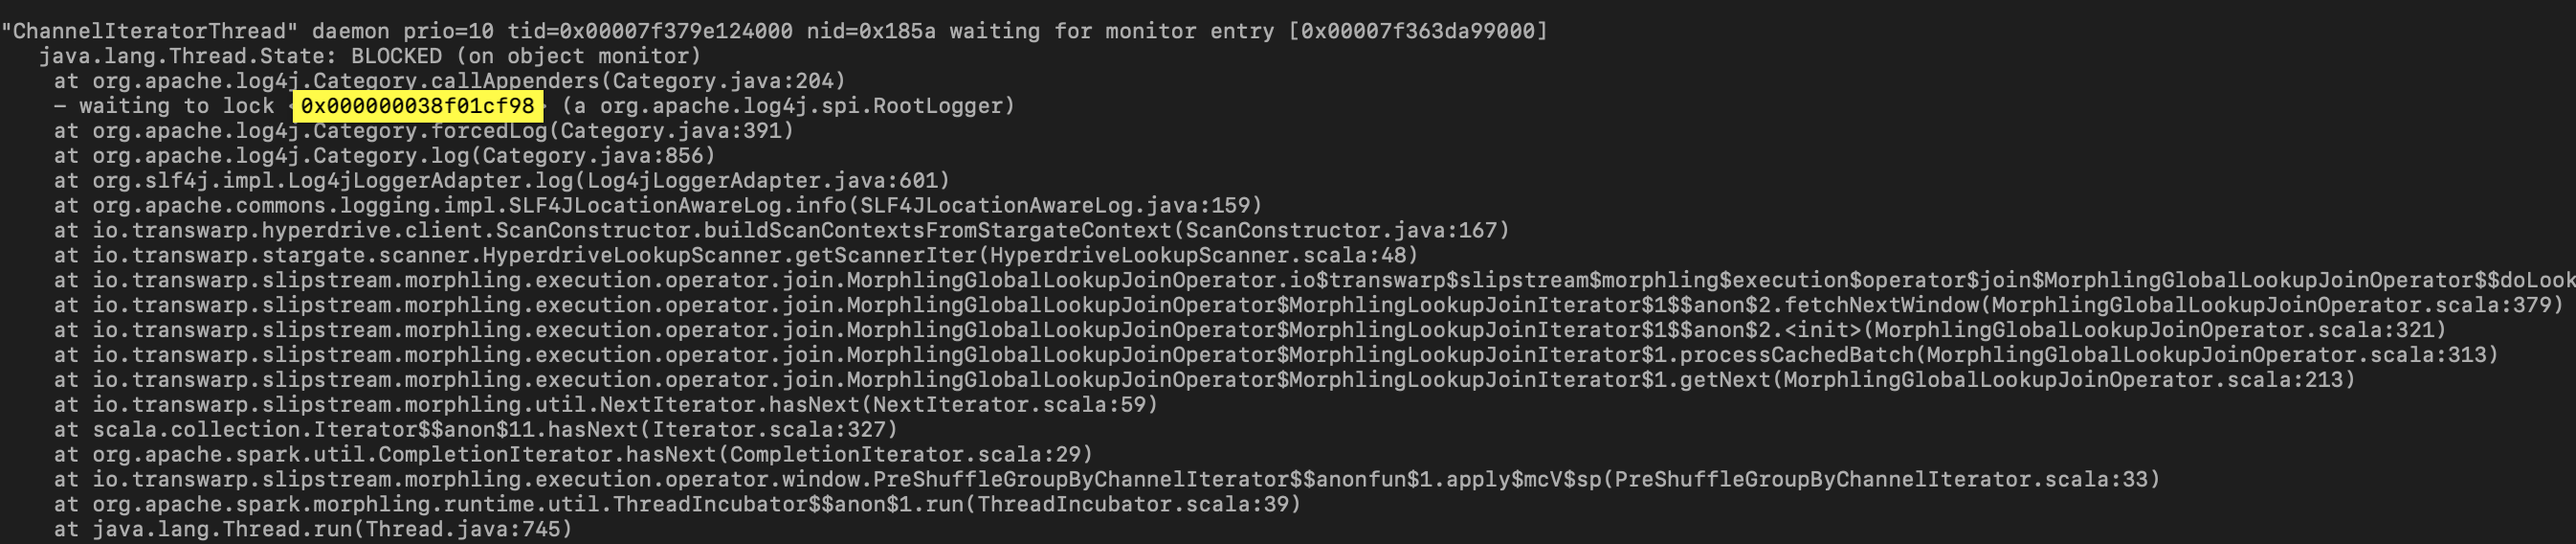 "ChannelIteratorThread" daemon prio=10 tid=0x00007f379e124000 nid=0x185a waiting for monitor entry [0x00007f363da99000]
java.lang.Thread.State: BLOCKED (on object monitor)
at org.apache.log4j.Category.callAppenders(Category.java:204)
– waiting to lock 0x000000038f01cf98 (a org.apache.log4j.spi.RootLogger)
at org.apache.log4j.Category.forcedLog(Category.java:391)
at org.apache.log4j.Category.log(Category.java:856)
at org.slf4j.impl.Log4jLoggerAdapter.log(Log4jLoggerAdapter.java:601)
at org.apache.commons.logging.impl.SLF4JLocationAwareLog.info(SLF4JLocationAwareLog.java:159)
at io.transwarp.hyperdrive.client.ScanConstructor.buildScanContextsFromStargateContext(ScanConstructor.java:167)
at io.transwarp.stargate.scanner.HyperdriveLookupScanner.getScannerIter(HyperdriveLookupScanner.scala:48)
at io.transwarp.slipstream.morphling.execution.operator.join.MorphlingGlobalLookupJoinOperator.io$transwarp$slipstream$morphling$execution$operator$join$MorphlingGlobalLookupJoinOperator$$doLook
at io.transwarp.slipstream.morphling.execution.operator.join.MorphlingGlobalLookupJoinOperator$MorphlingLookupJoinIterator$1$$anon$2.fetchNextWindow(MorphlingGlobalLookupJoinOperator.scala:379)
at io.transwarp.slipstream.morphling.execution.operator.join.MorphlingGlobalLookupJoinOperator$MorphlingLookupJoinIterator$1$$anon$2.<init>(MorphlingGlobalLookupJoinOperator.scala:321)
at io.transwarp.slipstream.morphling.execution.operator.join.MorphlingGlobalLookupJoinOperator$MorphlingLookupJoinIterator$1.processCachedBatch(MorphlingGlobalLookupJoinOperator.scala:313)
at io.transwarp.slipstream.morphling.execution.operator.join.MorphlingGlobalLookupJoinOperator$MorphlingLookupJoinIterator$1.getNext(MorphlingGlobalLookupJoinOperator.scala:213)
at io.transwarp.slipstream.morphling.util.NextIterator.hasNext(NextIterator.scala:59)
at scala.collection.Iterator$$anon$11.hasNext(Iterator.scala:327)
at org.apache.spark.util.CompletionIterator.hasNext(CompletionIterator.scala:29)
at io.transwarp.slipstream.morphling.execution.operator.window.PreShuffleGroupByChannelIterator$$anonfun$1.apply$mcV$sp(PreShuffleGroupByChannelIterator.scala:33)
at org.apache.spark.morphling.runtime.util.ThreadIncubator$$anon$1.run(ThreadIncubator.scala:39)
at java.lang.Thread.run(Thread.java:745)